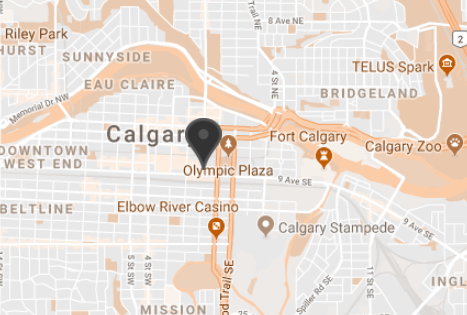 8 Ave NE
Trail NE
Riley Park
2
HURST
SUNNYSIDE
TELUS Spark
EAU CLAIRE
4 St NE
BRIDGELAND
Memorial Dr NW
Calgary
Fort Calgary
DOWNTOWN
WEST END
Calgary Zoo
Olympic Plaza
9 Ave SE
BELTLINE
Elbow River Casino
Calgary Stampede
9 Ave SE
5 St SW
4 St SW
od Trail SE
11 St SE
Spiller Rd SE
INGL
MISSION